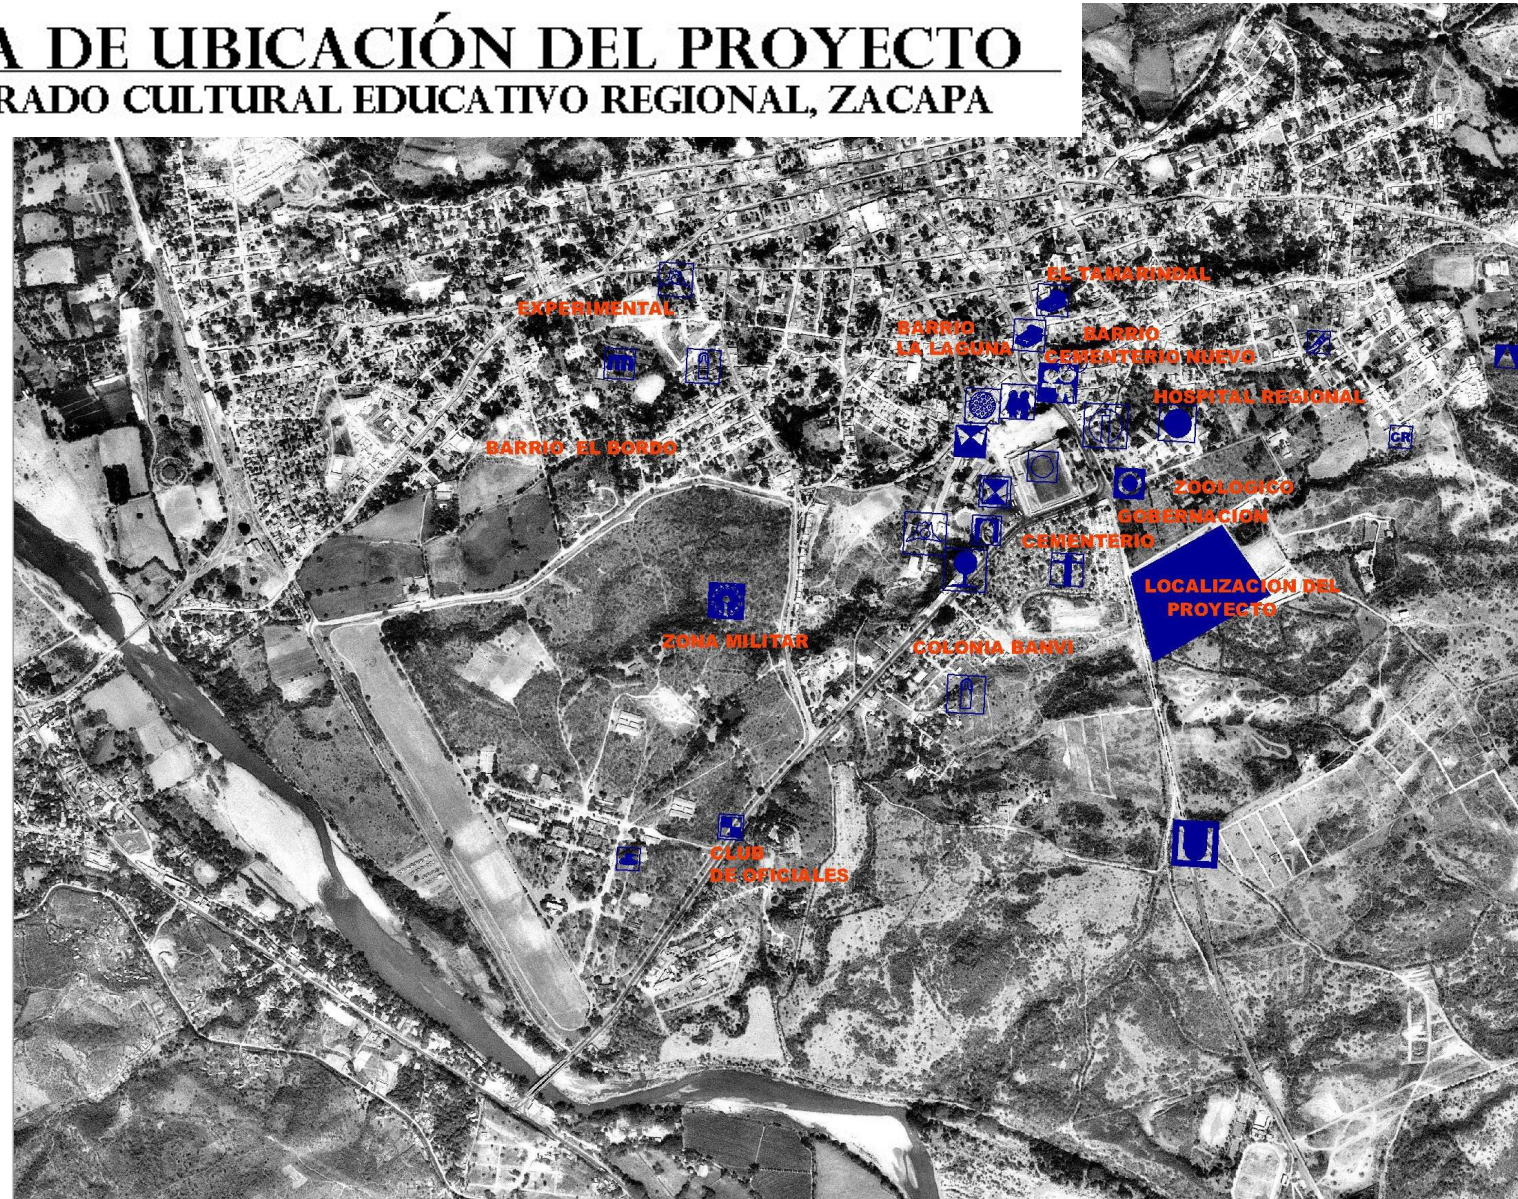 A DE UBICACIÓN DEL PROYECTO
RADO CULTURAL EDUCATIVO REGIONAL, ZACAPA
EL TAMARINDAL
EXPERIMENTAL
BARRIO
LA LAGUNA
BARRIO
CEMENTERIO NUEVO
HOSPITAL REGIONAL
GR
BARRIO EL BORDO
ZOOLOGICO
GOBERNACION
CEMENTERIO
LOCALIZACION DEL
PROYECTO
ZONA MILITAR
COLONIA BANVI
U
CLUB
DE OFICIALES